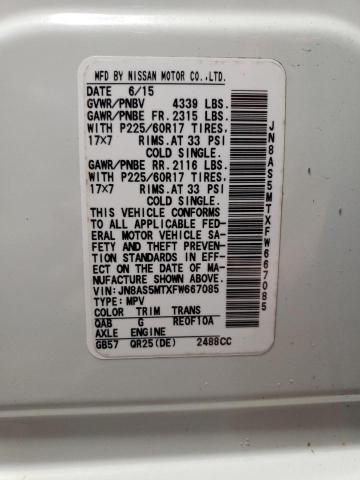 MFD BY NISSAN MOTOR CO.,LTD.
DATE 6/15
GVWR/PNBV 4339 LBS.
GAWR/PNBE FR. 2315 LBS.
WITH P225/60R17 TIRES,
17x7 RIMS.AT 33 PSI
COLD SINGLE.
GAWR/PNBE RR. 2116 LBS.
WITH P225/60R17 TIRES,
17x7 RIMS.AT 33 PSI
COLD SINGLE.
THIS VEHICLE CONFORMS
TO ALL APPLICABLE FED-
ERAL MOTOR VEHICLE SA-
FETY AND THEFT PREVEN-
TION STANDARDS IN EFF-
ECT ON THE DATE OF MA-
NUFACTURE SHOWN ABOVE.
VIN: JN8AS5MTXFW667085
TYPE: MPV
COLOR TRIM TRANS
QAB G REOF10A
AXLE ENGINE
GB57 QR25(DE) 2488CC
JN8AS5MTXFW667085